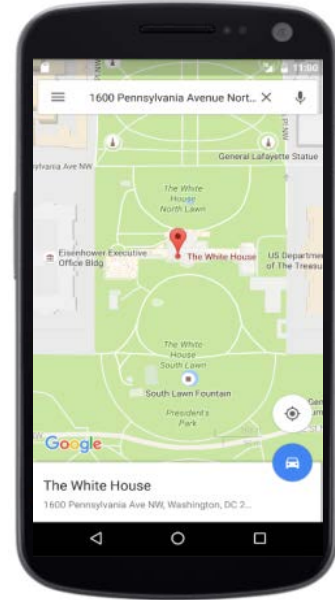 11:00
1600 Pennsylvania Avenue Nort...
General Lafayette Statue
The White
House
North Lawn
Eisenhower Executive
Office Bldg
The White House
US Departme
of The Treasu
The White
House
South Lawn
South Lawn Fountain
President's
Park
Google
The White House
1600 Pennsylvania Ave NW, Washington, DC 2...